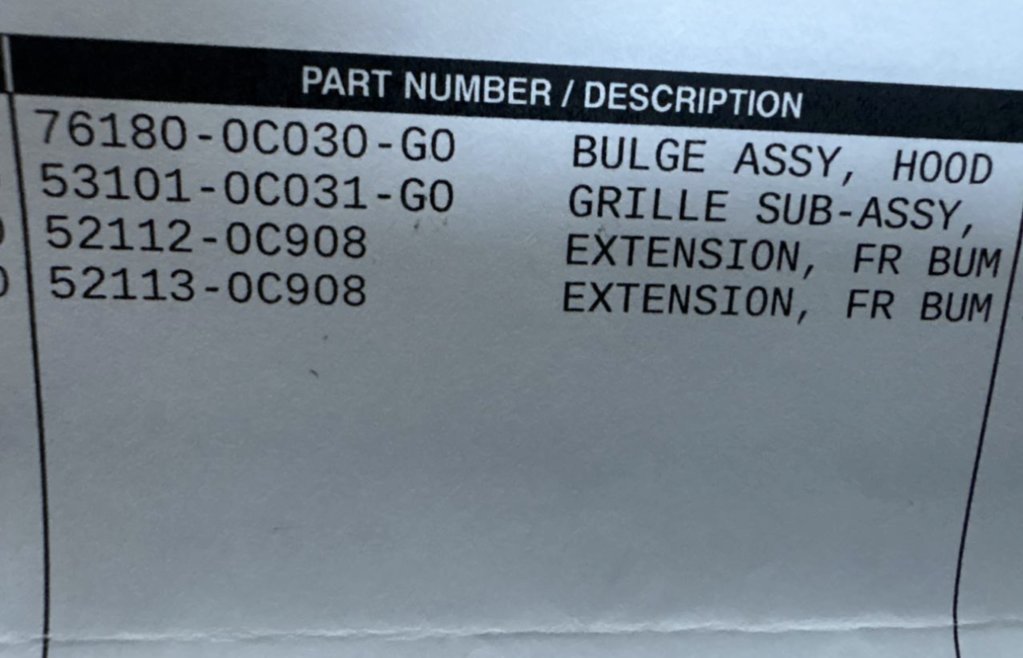 PART NUMBER / DESCRIPTION
76180-0C030-G0 BULGE ASSY, HOOD
53101-0C031-G0 GRILLE SUB-ASSY,
52112-0C908 EXTENSION, FR BUM
52113-0C908 EXTENSION, FR BUM